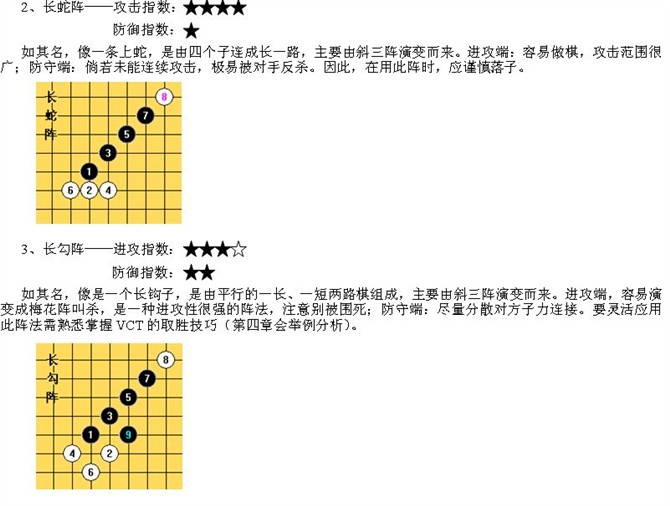 2、长蛇阵——攻击指数：★★★★
防御指数：★
如其名，像一条上蛇，是由四个子连成长一路，主要由斜三阵演变而来。进攻端：容易做棋，攻击范围很
广；防守端：倘若未能连续攻击，极易被对手反杀。因此，在用此阵时，应谨慎落子。
长 8
蛇 7
阵 5
3
1
6 2 4
3、长勾阵——进攻指数：★★★☆
防御指数：★★
如其名，像是一个长钩子，是由平行的一长、一短两路棋组成，主要由斜三阵演变而来。进攻端，容易演
变成梅花阵叫杀，是一种进攻性很强的阵法，注意别被围死；防守端：尽量分散对方子力连接。要灵活应用
此阵法需熟悉掌握VCT的取胜技巧（第四章会举例分析）。
长 8
勾 7
阵 5
3
1 9
4 2
6